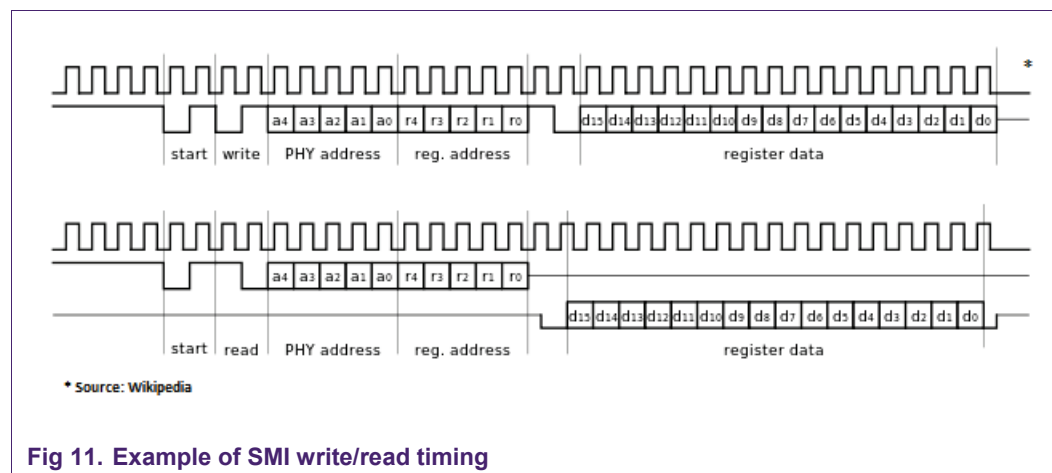 *
a4 a3 a2 a1 a0 r4 r3 r2 r1 r0 d15 d14 d13 d12 d11 d10 d9 d8 d7 d6 d5 d4 d3 d2 d1 d0
start write PHY address reg. address register data
a4 a3 a2 a1 a0 r4 r3 r2 r1 r0
d15 d14 d13 d12 d11 d10 d9 d8 d7 d6 d5 d4 d3 d2 d1 d0
start read PHY address reg. address register data
* Source: Wikipedia
Fig 11. Example of SMI write/read timing